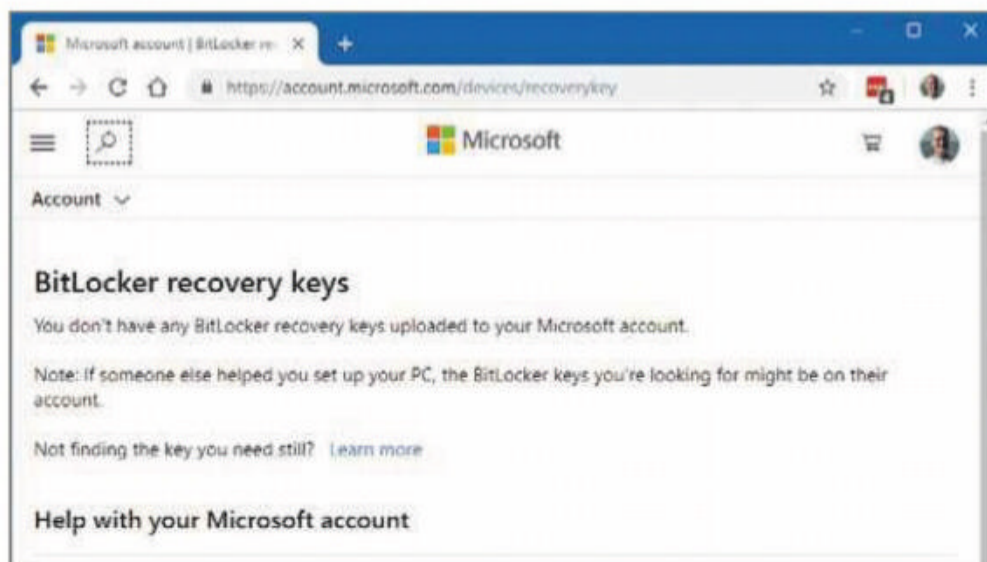 Microsoft account | BitLocker re
https://account.microsoft.com/devices/recoverykey
Microsoft
Account
BitLocker recovery keys
You don't have any BitLocker recovery keys uploaded to your Microsoft account.
Note: If someone else helped you set up your PC, the BitLocker keys you're looking for might be on their
account.
Not finding the key you need still? Learn more
Help with your Microsoft account